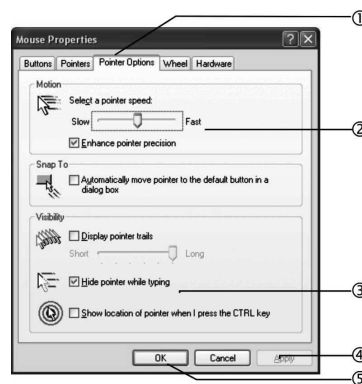 ①
Mouse Properties
Buttons Pointers Pointer Options Wheel Hardware
Motion
Select a pointer speed:
Slow Fast
②
Enhance pointer precision
Snap To
Automatically move pointer to the default button in a
dialog box
Visibility
Display pointer trails
Short Long
Hide pointer while typing
③
Show location of pointer when I press the CTRL key
OK Cancel Apply ④
⑤